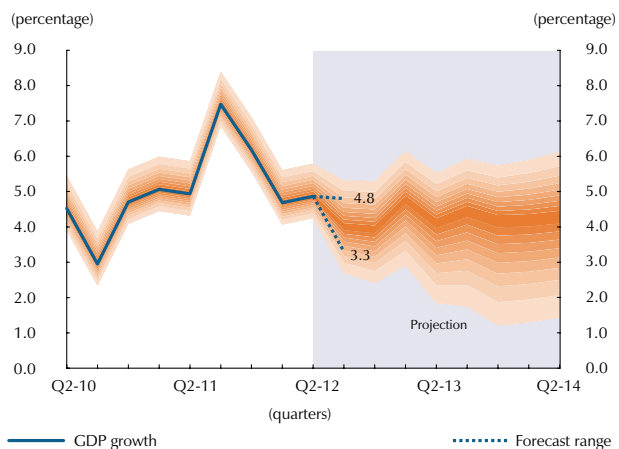 (percentage) (percentage)
9.0 9.0
8.0 8.0
7.0 7.0
6.0 6.0
5.0 5.0
4.8
4.0 4.0
3.3
3.0 3.0
2.0 2.0
Projection
1.0 1.0
0.0 0.0
Q2-10 Q2-11 Q2-12 Q2-13 Q2-14
(quarters)
GDP growth Forecast range